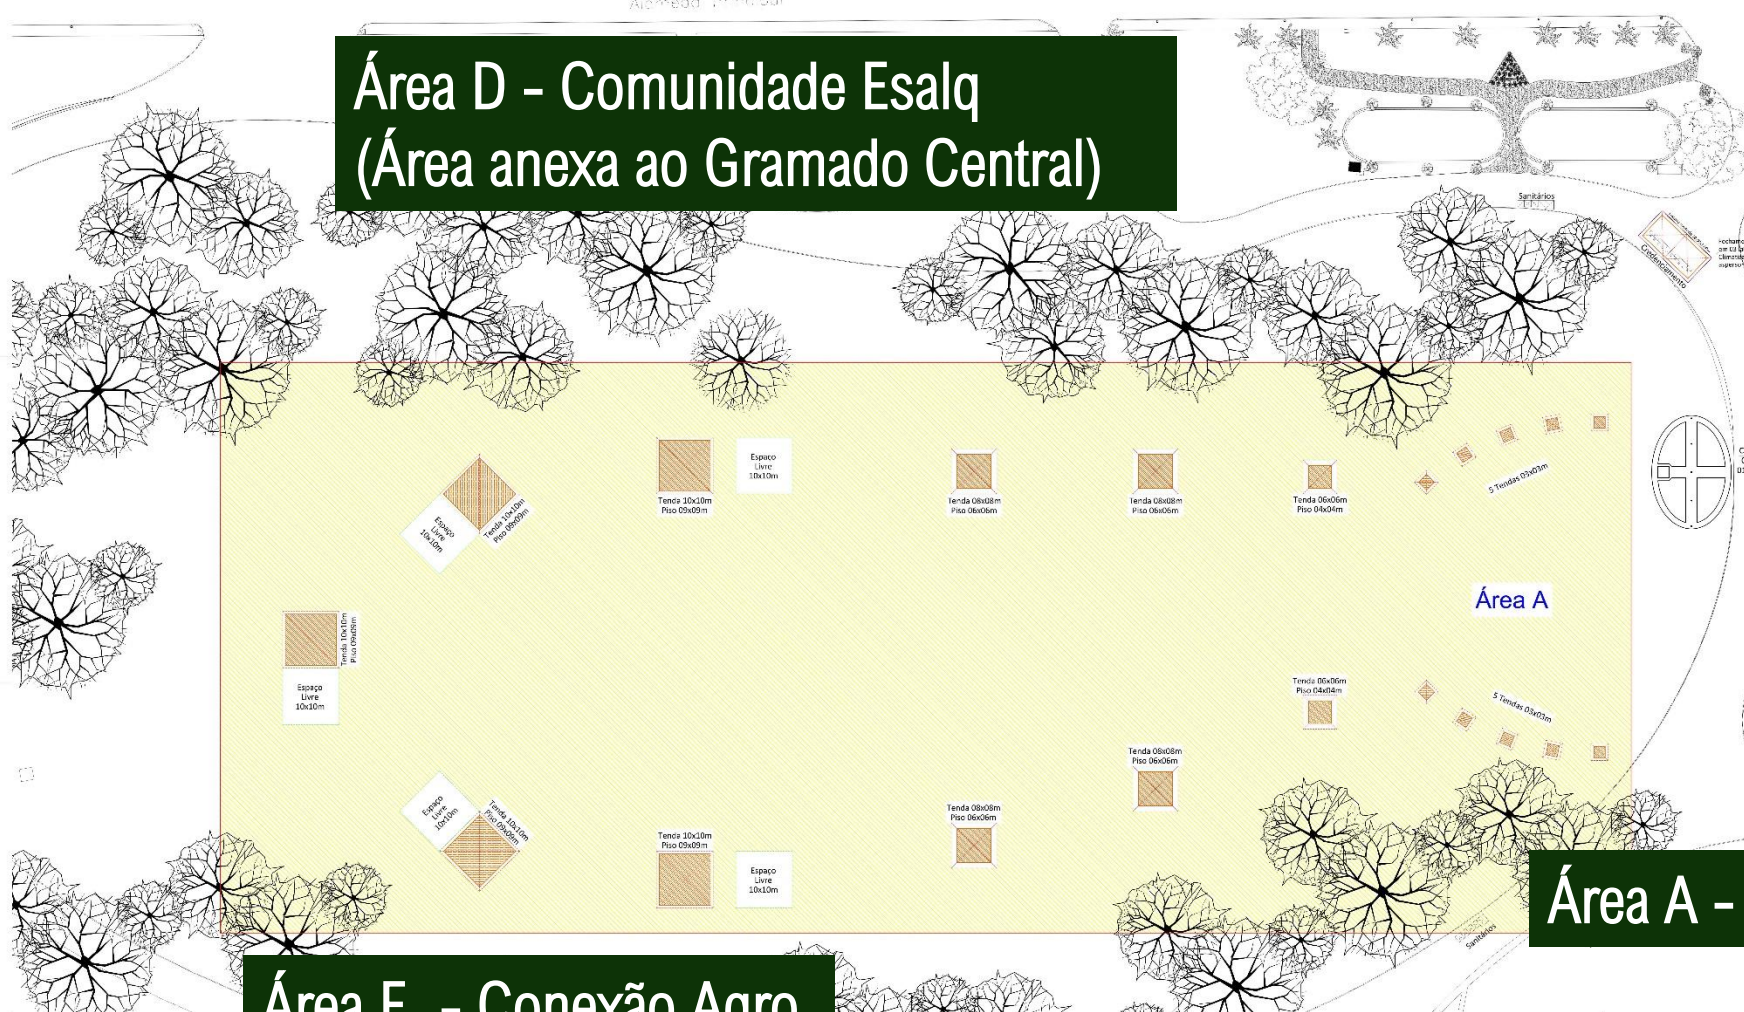 Área D - Comunidade Esalq
(Área anexa ao Gramado Central)
Sanitários
Credenciamento
Espaço
Livre
10x10m
Tenda 10x10m
Piso 09x09m
Tenda 10x10m
Piso 09x09m
Espaço
Livre
10x10m
Tenda 08x08m
Piso 06x06m
Tenda 08x08m
Piso 06x06m
Tenda 06x06m
Piso 04x04m
5 Tendas 03x03m
Área A
Tenda 10x10m
Piso 09x09m
Espaço
Livre
10x10m
Tenda 06x06m
Piso 04x04m
5 Tendas 03x03m
Tenda 08x08m
Piso 06x06m
Espaço
Livre
10x10m
Tenda 10x10m
Piso 09x09m
Tenda 10x10m
Piso 09x09m
Espaço
Livre
10x10m
Tenda 08x08m
Piso 06x06m
Área A -
Sanitários
Conexão Agro